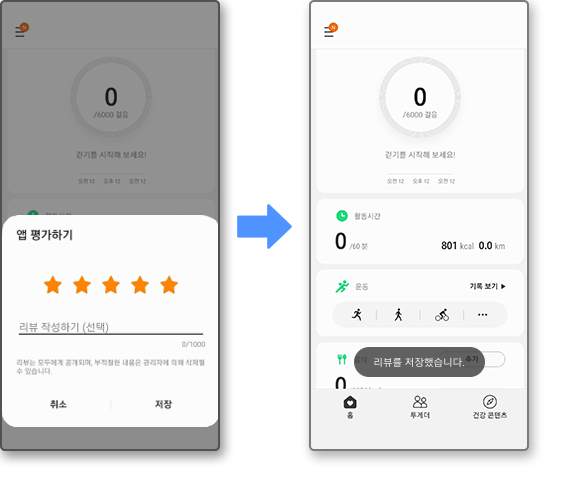 N
0
/6000 걸음
걷기를 시작해 보세요!
오전 12 오후 12 오전 12
활동시간
앱 평가하기
리뷰 작성하기 (선택)
0/1000
리뷰는 모두에게 공개되며, 부적절한 내용은 관리자에 의해 삭제될
수 있습니다.
취소 저장
N
0
/6000 걸음
걷기를 시작해 보세요!
오전 12 오후 12 오전 12
활동시간
0 /60 분 801 kcal 0.0 km
운동 기록 보기
리뷰를 저장했습니다.
0
홈 투게더 건강 콘텐츠